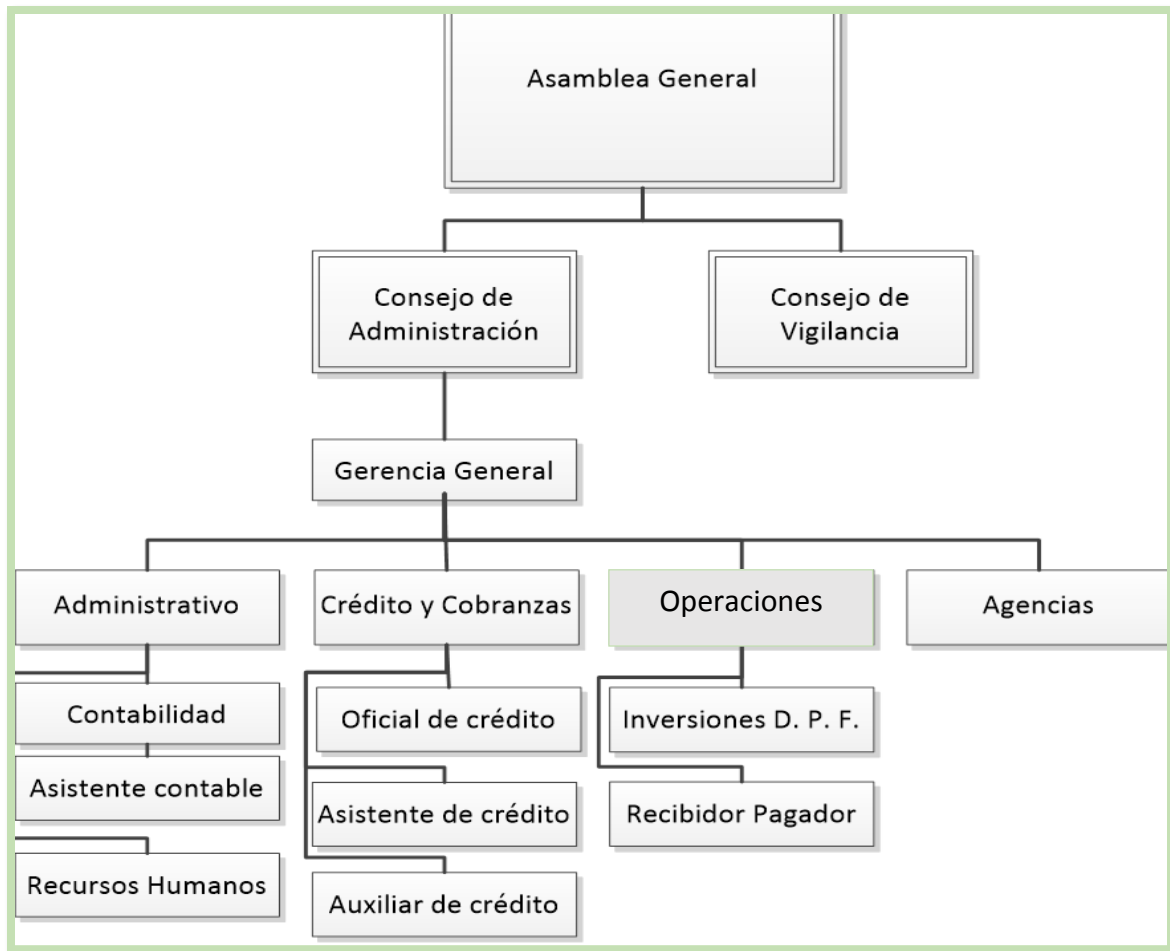 Asamblea General
Consejo de
Administración
Consejo de
Vigilancia
Gerencia General
Administrativo
Crédito y Cobranzas
Operaciones
Agencias
Contabilidad
Oficial de crédito
Inversiones D. P. F.
Asistente contable
Asistente de crédito
Recibidor Pagador
Recursos Humanos
Auxiliar de crédito